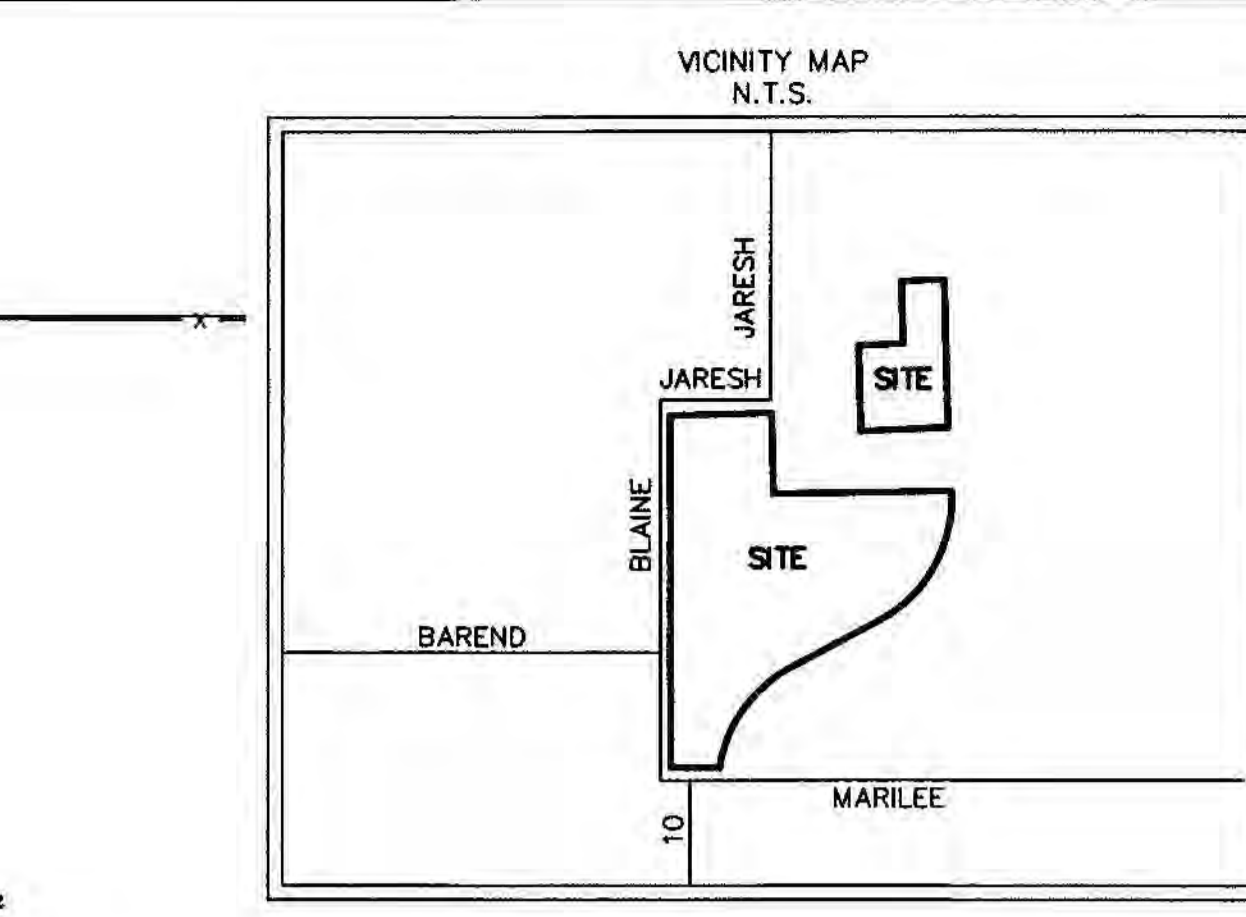 VICINITY MAP
N.T.S.
JARESH
JARESH
SITE
BLAINE
SITE
BAREND
MARILEE
10
X